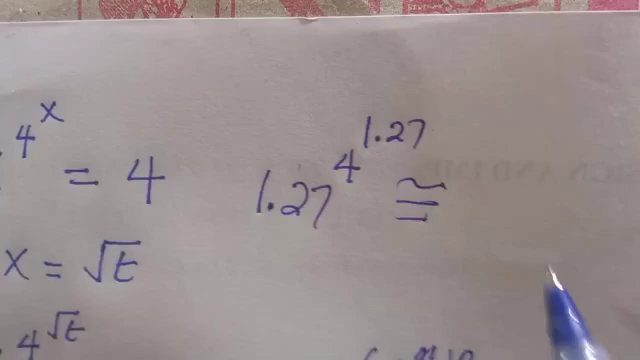 4^x = 4
1.27^4^1.27 ≅
x = √t
4^√t